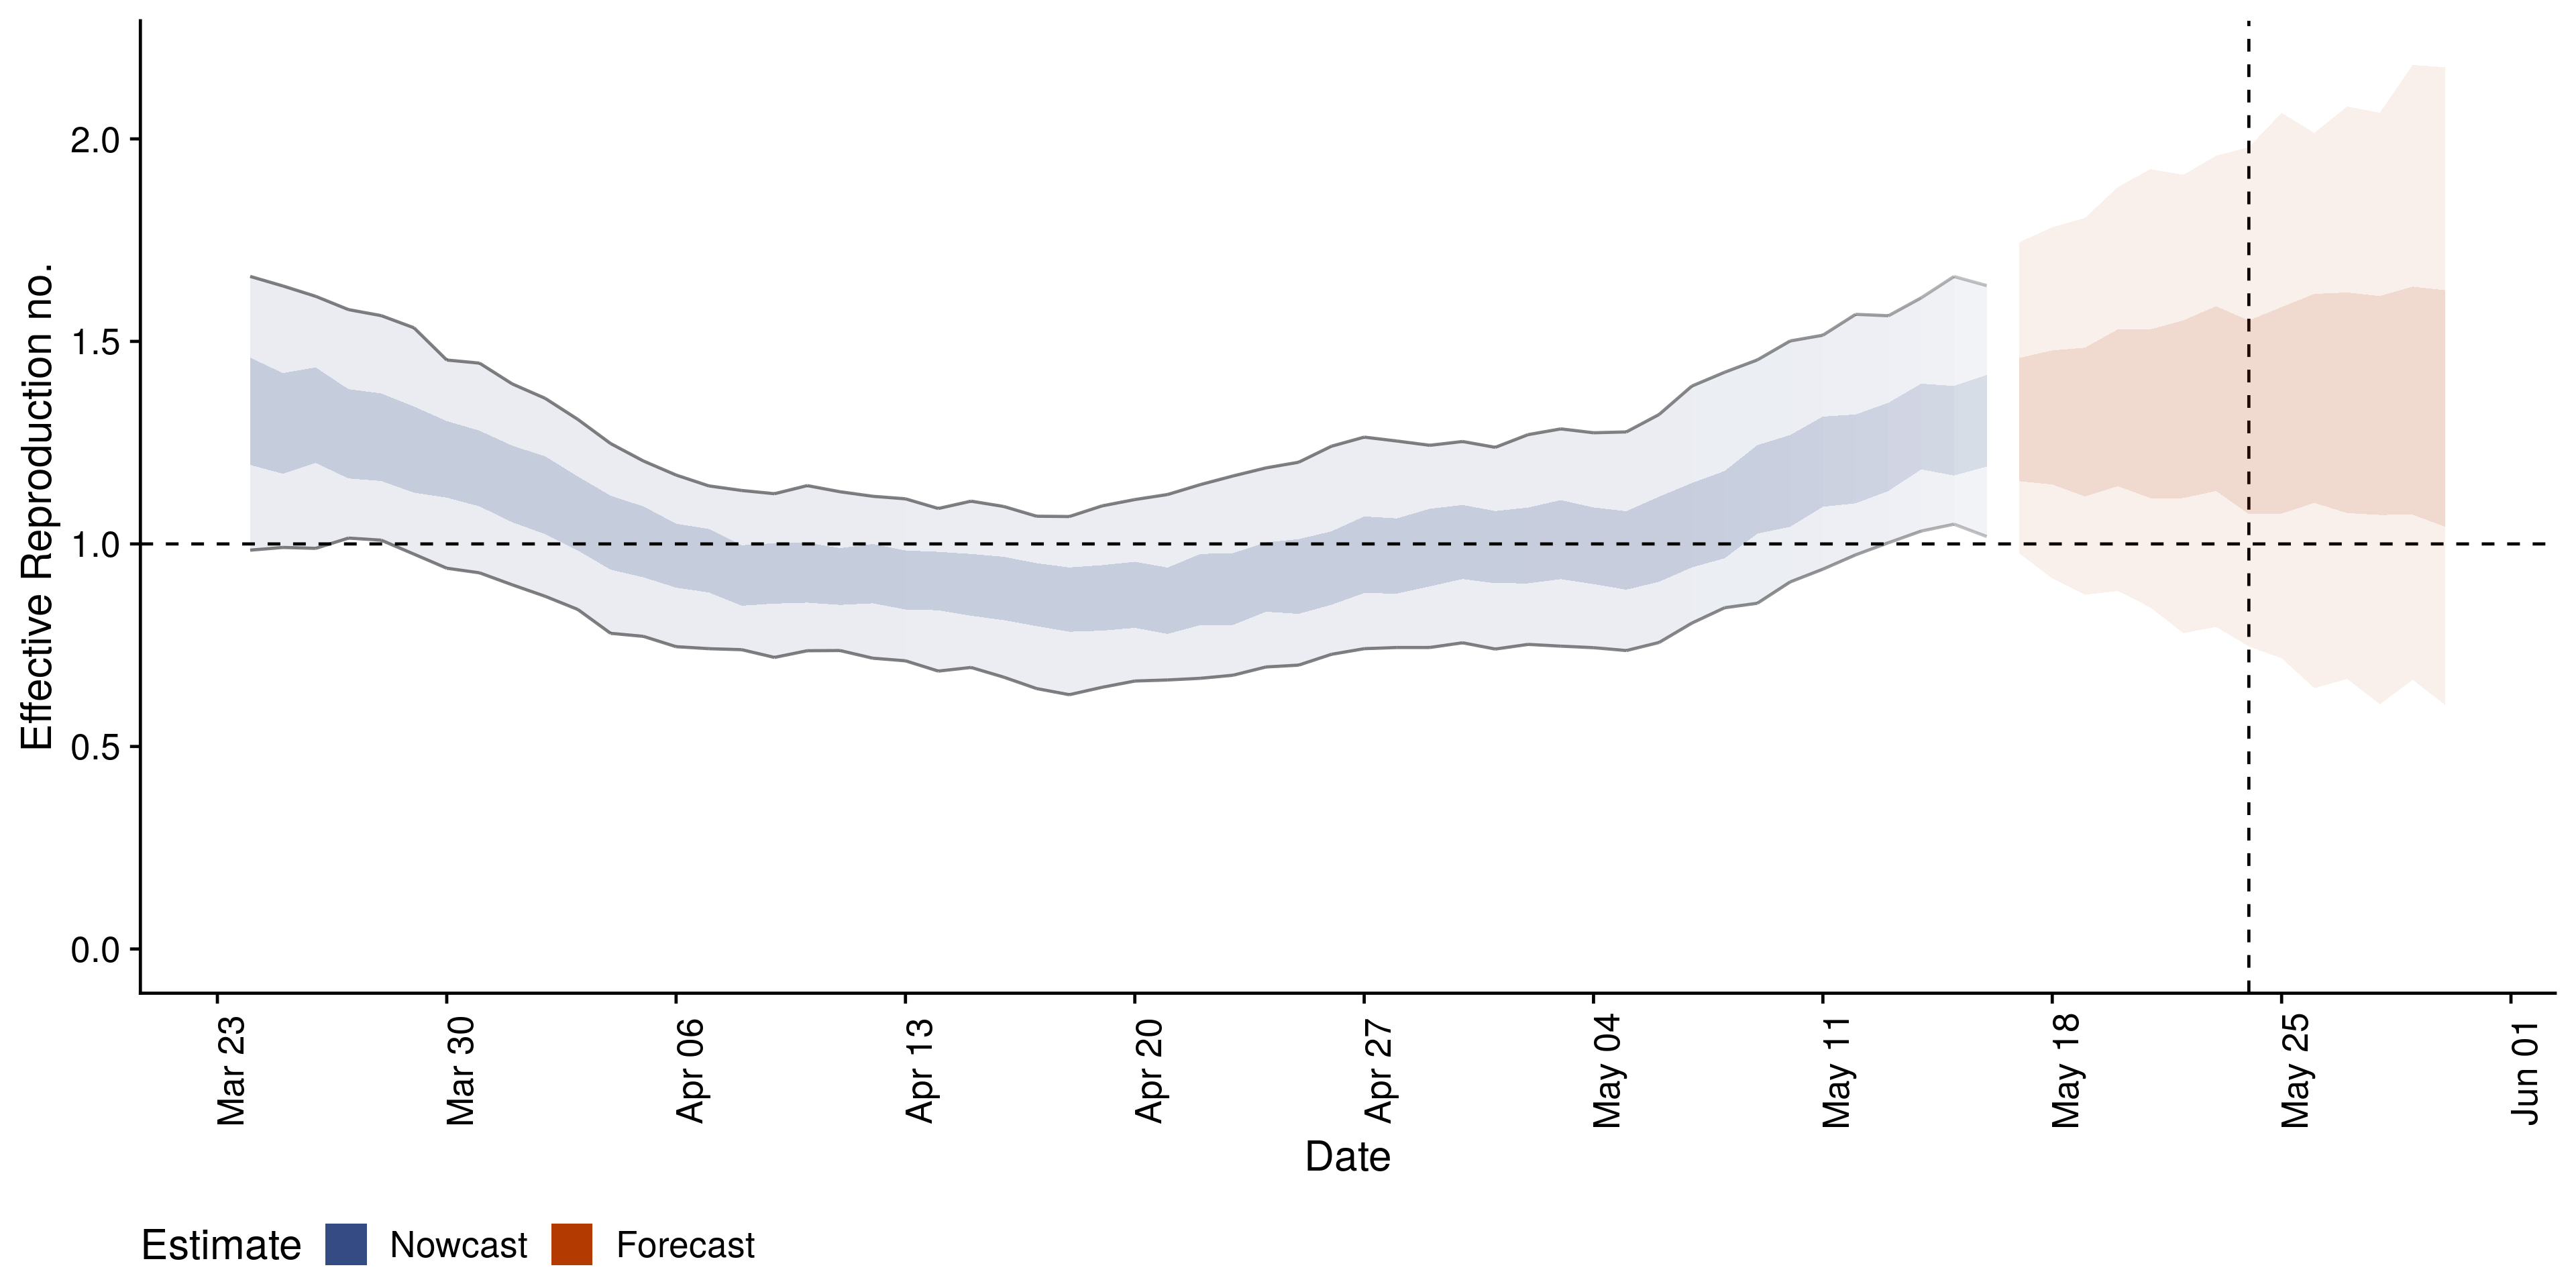 Effective Reproduction no.
2.0
1.5
1.0
0.5
0.0
Mar 23
Mar 30
Apr 06
Apr 13
Apr 20
Apr 27
May 04
May 11
May 18
May 25
Jun 01
Date
Estimate Nowcast Forecast